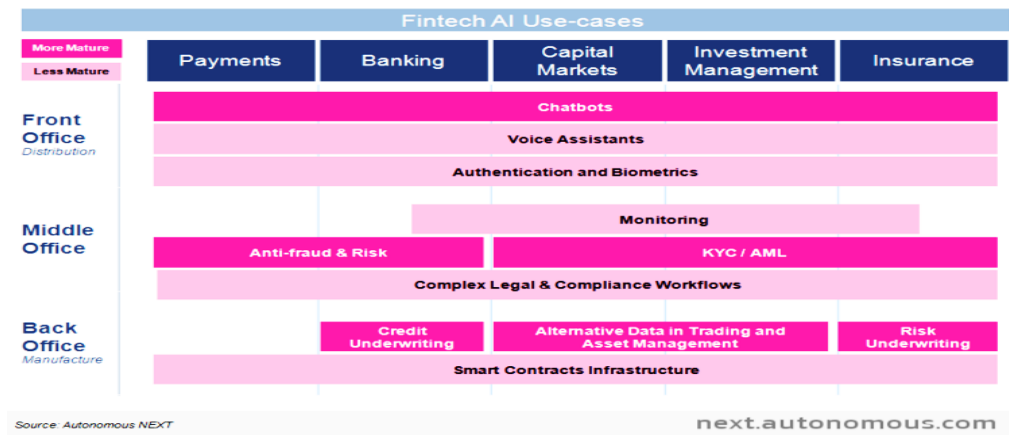 Fintech AI Use-cases
More Mature
Less Mature
Payments
Banking
Capital
Markets
Investment
Management
Insurance
Front
Office
Distribution
Chatbots
Voice Assistants
Authentication and Biometrics
Middle
Office
Monitoring
Anti-fraud & Risk
KYC / AML
Complex Legal & Compliance Workflows
Back
Office
Manufacture
Credit
Underwriting
Alternative Data in Trading and
Asset Management
Risk
Underwriting
Smart Contracts Infrastructure
Source: Autonomous NEXT
next.autonomous.com